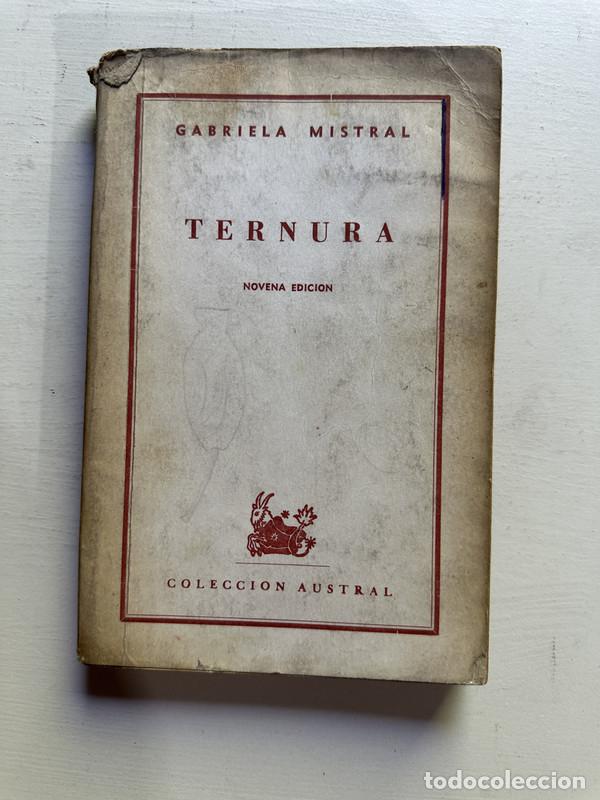 GABRIELA MISTRAL
TERNURA
NOVENA EDICION
COLECCION AUSTRAL
todocoleccion